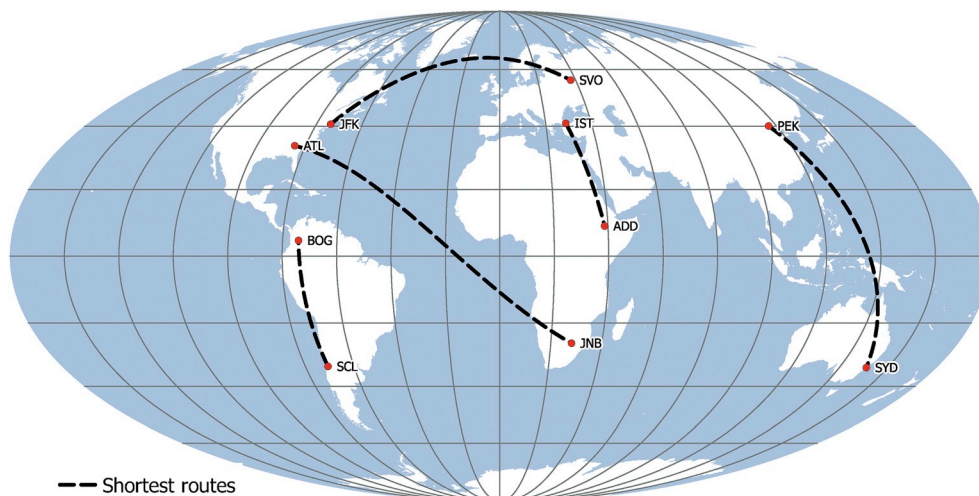 SVO
JFK
IST
PEK
ATL
ADD
BOG
JNB
SCL
SYD
Shortest routes